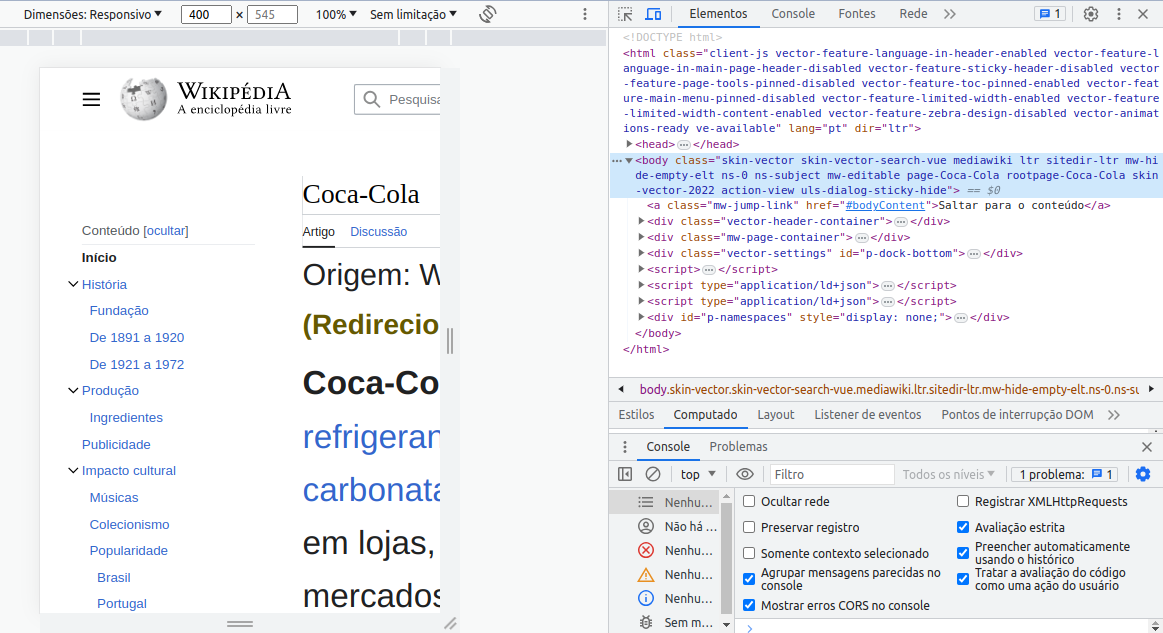 Dimensões: Responsivo 400 × 545 100% Sem limitação
WIKIPÉDIA
A enciclopédia livre
Pesquisa
Coca-Cola
Conteúdo [ocultar]
Artigo Discussão
Início
História
Fundação
De 1891 a 1920
De 1921 a 1972
Produção
Ingredientes
Publicidade
Impacto cultural
Músicas
Colecionismo
Popularidade
Brasil
Portugal
Origem: W
(Redirecio
Coca-Co
refrigeran
carbonata
em lojas,
mercados
Elementos Console Fontes Rede 1
<!DOCTYPE html>
<html class="client-js vector-feature-language-in-header-enabled vector-feature-l
anguage-in-main-page-header-disabled vector-feature-sticky-header-disabled vector
-feature-page-tools-pinned-disabled vector-feature-toc-pinned-enabled vector-feat
ure-main-menu-pinned-disabled vector-feature-limited-width-enabled vector-feature
-limited-width-content-enabled vector-feature-zebra-design-disabled vector-animat
ions-ready ve-available" lang="pt" dir="ltr">
<head>…</head>
…<body class="skin-vector skin-vector-search-vue mediawiki ltr sitedir-ltr mw-hi
de-empty-elt ns-0 ns-subject mw-editable page-Coca-Cola rootpage-Coca-Cola skin
-vector-2022 action-view uls-dialog-sticky-hide"> == $0
<a class="mw-jump-link" href="#bodyContent">Saltar para o conteúdo</a>
<div class="vector-header-container">…</div>
<div class="mw-page-container">…</div>
<div class="vector-settings" id="p-dock-bottom">…</div>
<script>…</script>
<script type="application/ld+json">…</script>
<script type="application/ld+json">…</script>
<div id="p-namespaces" style="display: none;">…</div>
</body>
</html>
body.skin-vector.skin-vector-search-vue.mediawiki.ltr.sitedir-ltr.mw-hide-empty-elt.ns-0.ns-su
Estilos Computado Layout Listener de eventos Pontos de interrupção DOM
Console Problemas
top Filtro Todos os níveis 1 problema: 1
Nenhu...
Não há ...
Nenhu...
Nenhu...
Nenhu...
Sem m...
Ocultar rede
Preservar registro
Somente contexto selecionado
Agrupar mensagens parecidas no
console
Mostrar erros CORS no console
Registrar XMLHttpRequests
Avaliação estrita
Preencher automaticamente
usando o histórico
Tratar a avaliação do código
como uma ação do usuário